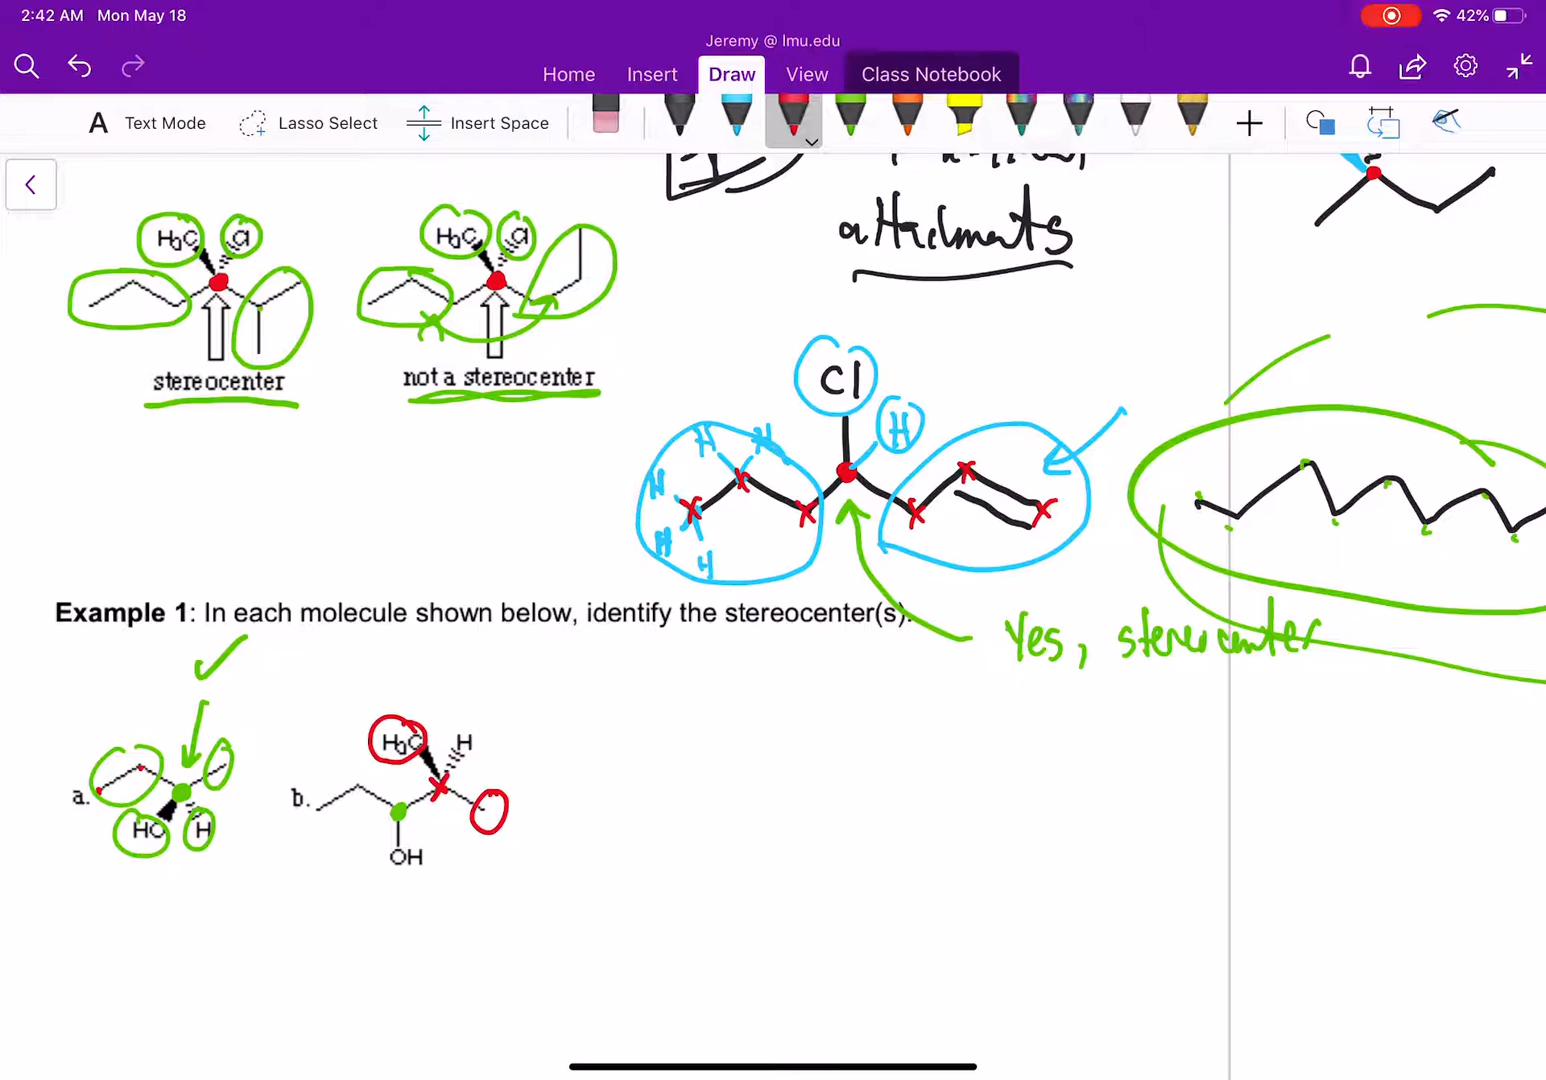 2:42 AM Mon May 18
42%
Jeremy @ lmu.edu
Home Insert Draw View Class Notebook
A Text Mode Lasso Select Insert Space
attachments
H₃C Cl
H₃C Cl
stereocenter
not a stereocenter
Cl
H
H H
H
H
H
Example 1: In each molecule shown below, identify the stereocenter(s).
Yes, stereocenter
a.
HO H
b.
H₃C H
OH